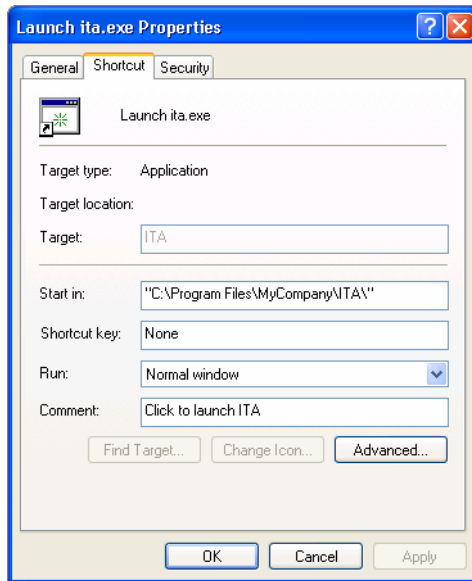 Launch ita.exe Properties
General Shortcut Security
Launch ita.exe
Target type: Application
Target location:
Target: ITA
Start in: "C:\Program Files\MyCompany\ITA\"
Shortcut key: None
Run: Normal window
Comment: Click to launch ITA
Find Target... Change Icon... Advanced...
OK Cancel Apply